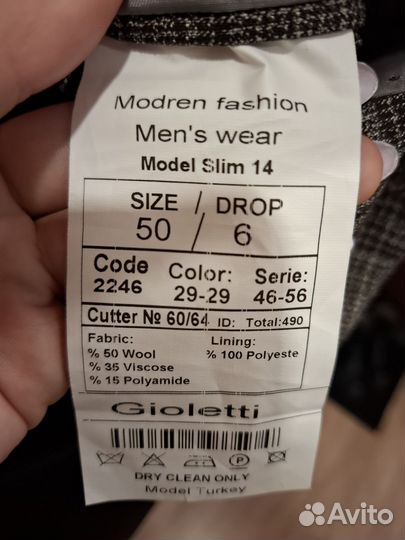 Modren fashion
Men's wear
Model Slim 14
SIZE / DROP
50 / 6
Code Color: Serie:
2246 29-29 46-56
Cutter № 60/64 ID: Total:490
Fabric: Lining:
% 50 Wool % 100 Polyeste
% 35 Viscose
% 15 Polyamide
Gioletti
P
DRY CLEAN ONLY
Model Turkey
Avito